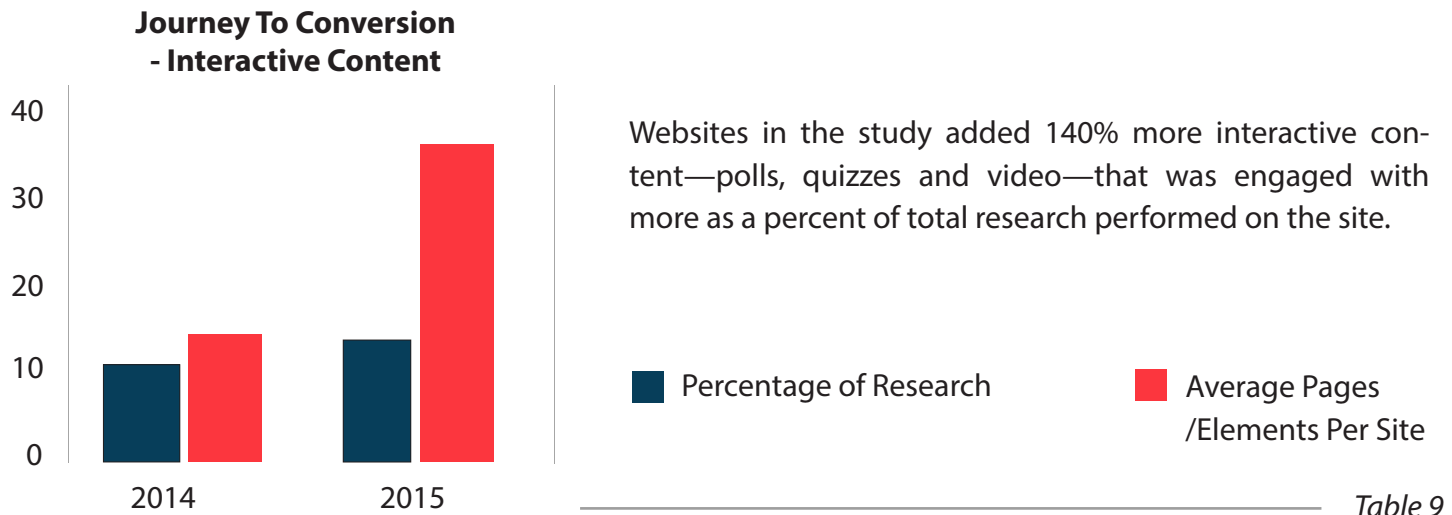 Journey To Conversion
- Interactive Content
40
30
20
10
0
2014
2015
Websites in the study added 140% more interactive con-
tent—polls, quizzes and video—that was engaged with
more as a percent of total research performed on the site.
Percentage of Research
Average Pages
/Elements Per Site
Table 9